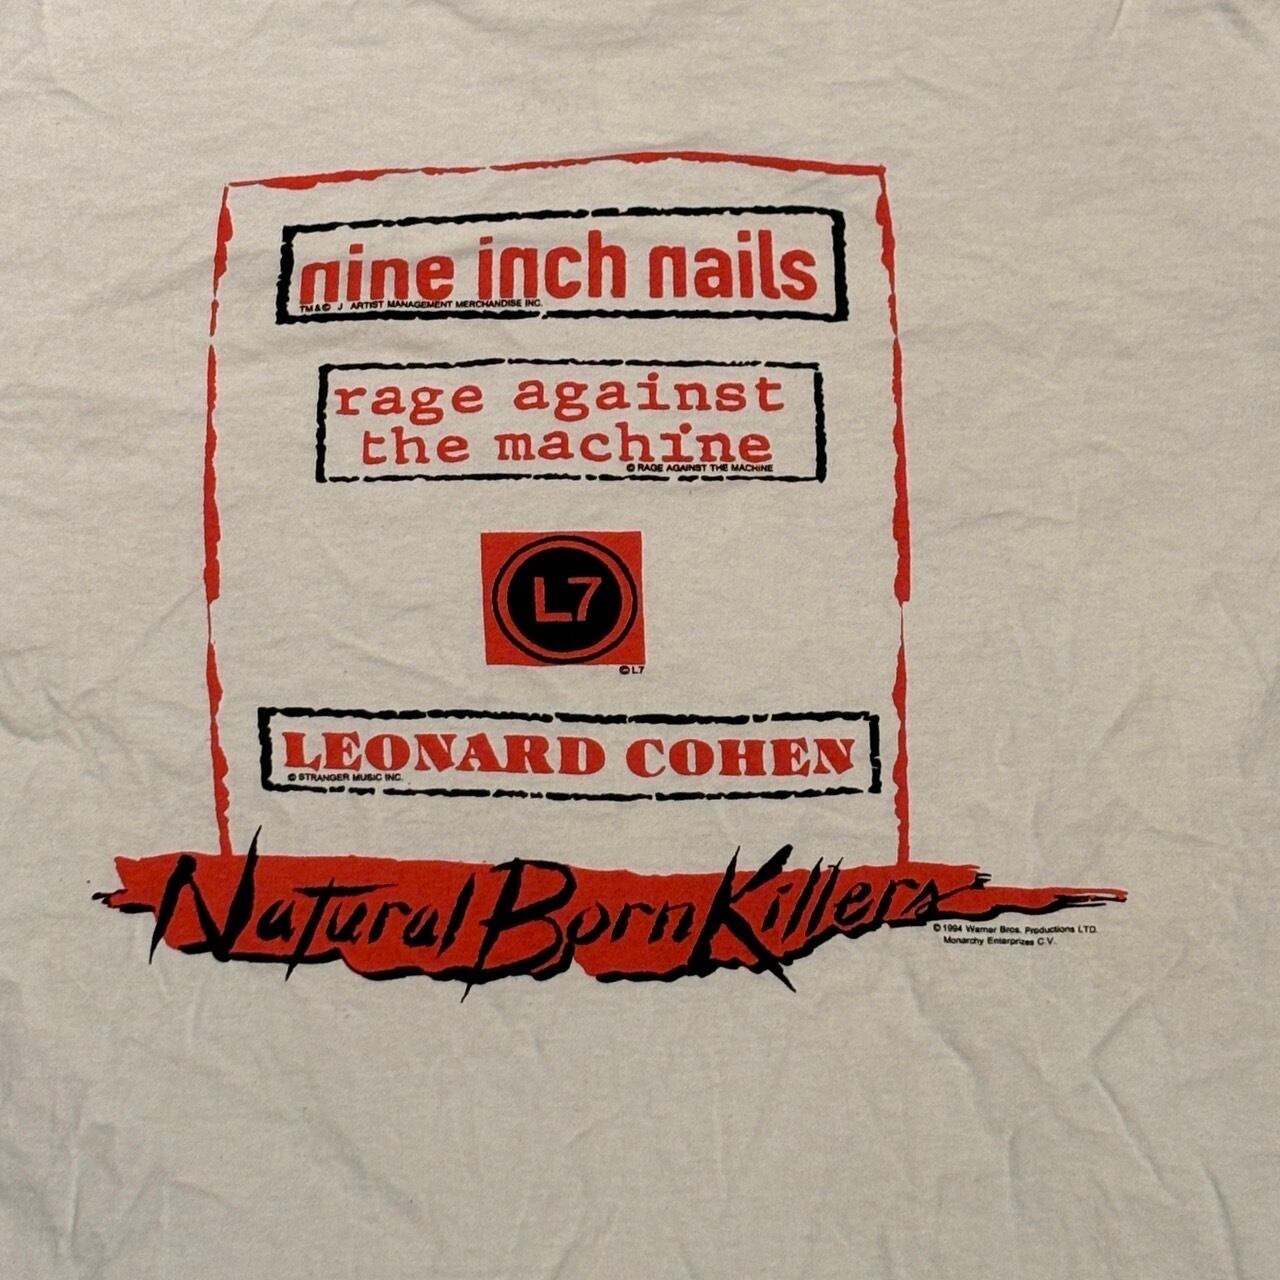 nine inch nails
TM & © J ARTIST MANAGEMENT MERCHANDISE INC.
rage against
the machine
© RAGE AGAINST THE MACHINE
L7
© L7
LEONARD COHEN
© STRANGER MUSIC INC.
Natural Born Killers
© 1994 Warner Bros. Productions LTD.
Monarchy Enterprizes C.V.